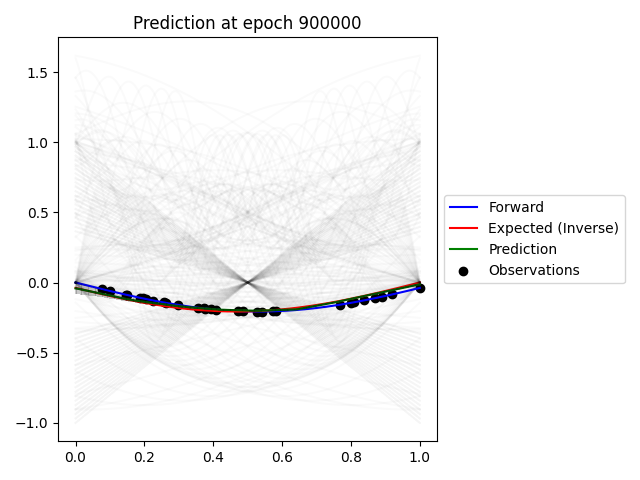 Prediction at epoch 900000
1.5
1.0
0.5
0.0
−0.5
−1.0
0.0 0.2 0.4 0.6 0.8 1.0
Forward
Expected (Inverse)
Prediction
Observations